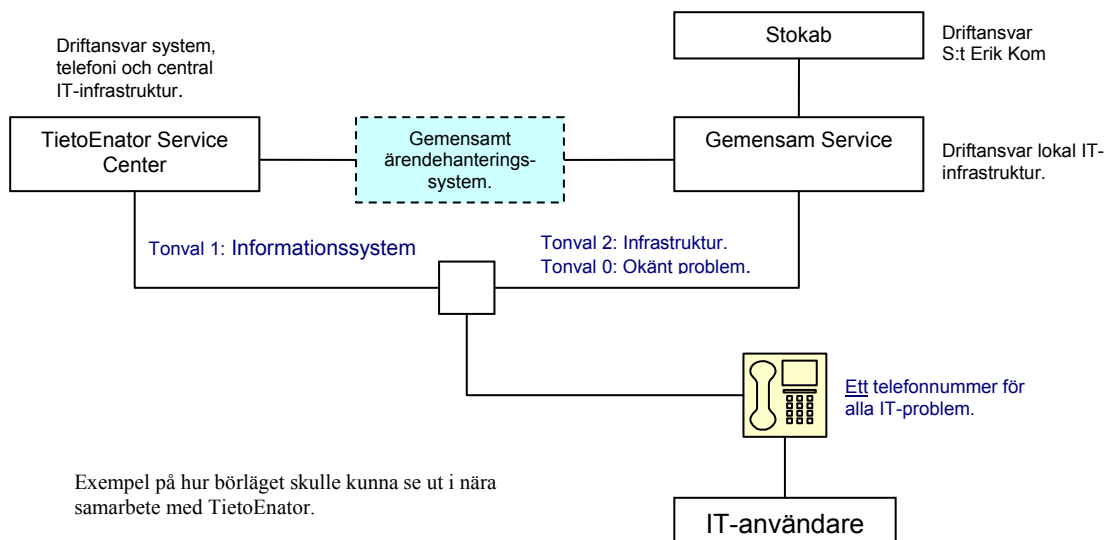 Stokab
Driftansvar
S:t Erik Kom
Driftansvar system,
telefoni och central
IT-infrastruktur.
TietoEnator Service
Center
Gemensamt
ärendehanterings-
system.
Gemensam Service
Driftansvar lokal IT-
infrastruktur.
Tonval 1: Informationssystem
Tonval 2: Infrastruktur.
Tonval 0: Okänt problem.
Ett telefonnummer för
alla IT-problem.
Exempel på hur börläget skulle kunna se ut i nära
samarbete med TietoEnator.
IT-användare